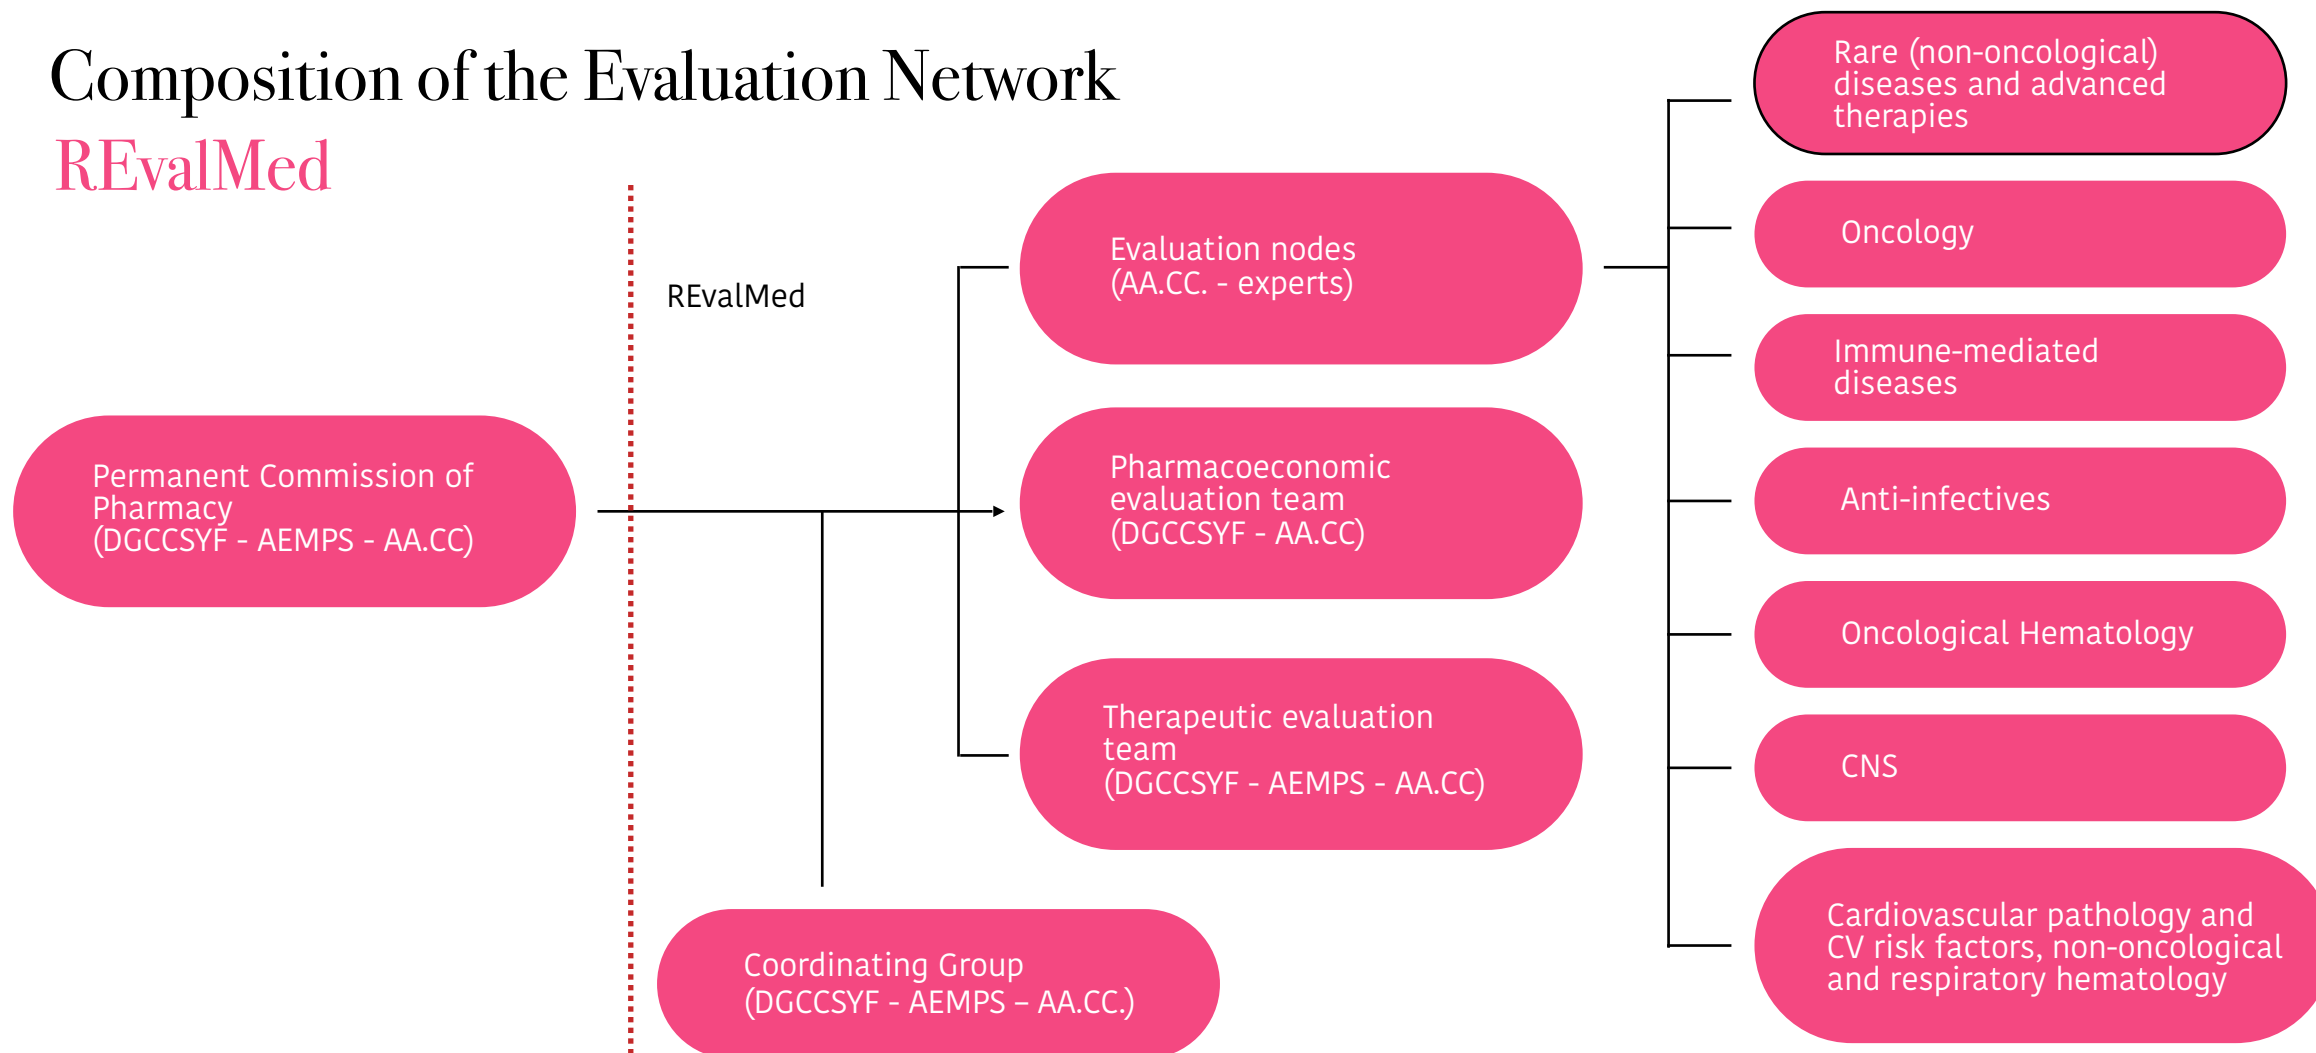 Composition of the Evaluation Network
REvalMed
REvalMed
Permanent Commission of
Pharmacy
(DGCCSYF - AEMPS - AA.CC)
Coordinating Group
(DGCCSYF - AEMPS – AA.CC.)
Evaluation nodes
(AA.CC. - experts)
Pharmacoeconomic
evaluation team
(DGCCSYF - AA.CC)
Therapeutic evaluation
team
(DGCCSYF - AEMPS - AA.CC)
Rare (non-oncological)
diseases and advanced
therapies
Oncology
Immune-mediated
diseases
Anti-infectives
Oncological Hematology
CNS
Cardiovascular pathology and
CV risk factors, non-oncological
and respiratory hematology